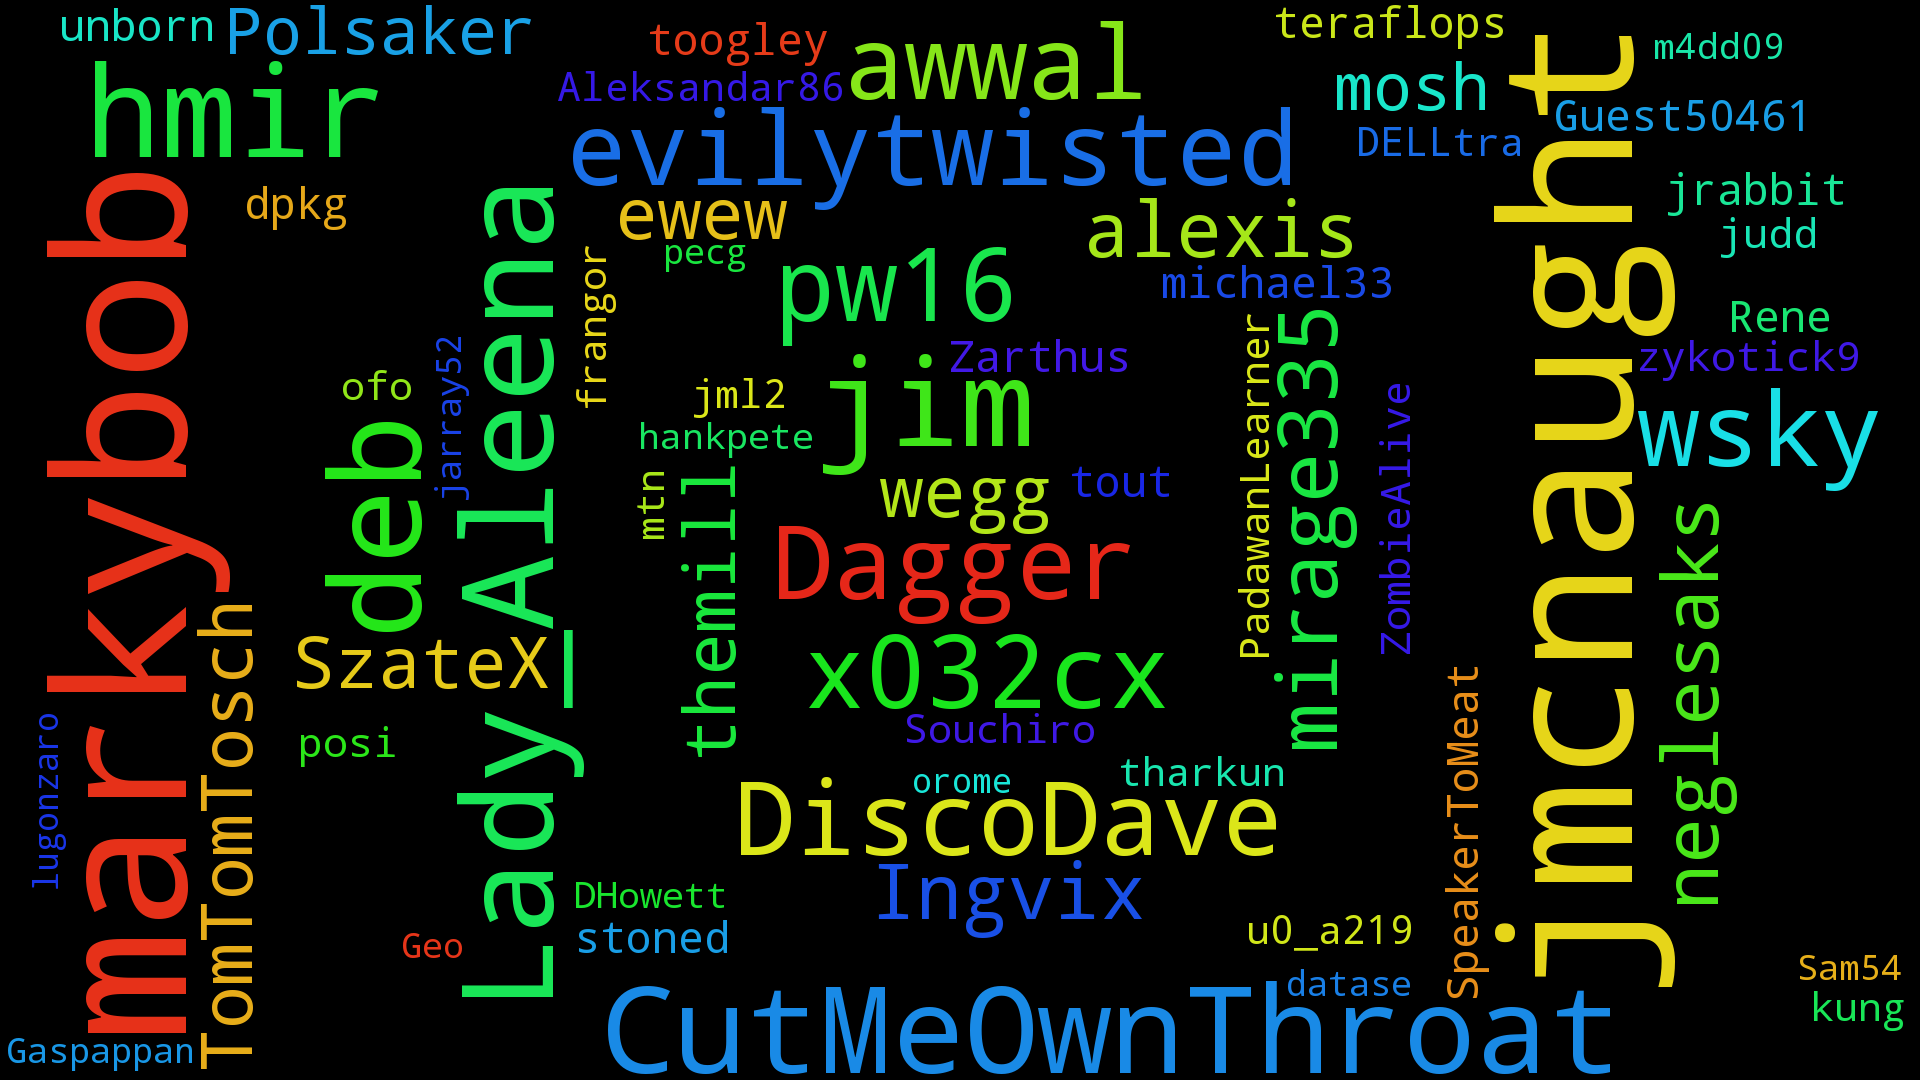 unborn
Polsaker
toogley
awwal
teraflops
m4dd09
hmir
Aleksandar86
mosh
Guest50461
evilytwisted
DELLtra
jmcnaught
markybob
dpkg
Lady_Aleena
ewew
alexis
jrabbit
judd
pecg
frangor
pw16
michael33
Rene
jarray52
ofo
jml2
jim
Zarthus
PadawanLearner
mirage335
ZombieAlive
zykotick9
wsky
deb
hankpete
mtn
themill
wegg
tout
neglesaks
Dagger
TomTomTosch
SzateX
x032cx
posi
Souchiro
lugonzaro
orome
tharkun
SpeakerToMeat
DiscoDave
Ingvix
DHowett
stoned
Geo
u0_a219
datase
Sam54
kung
CutMeOwnThroat
Gaspappan